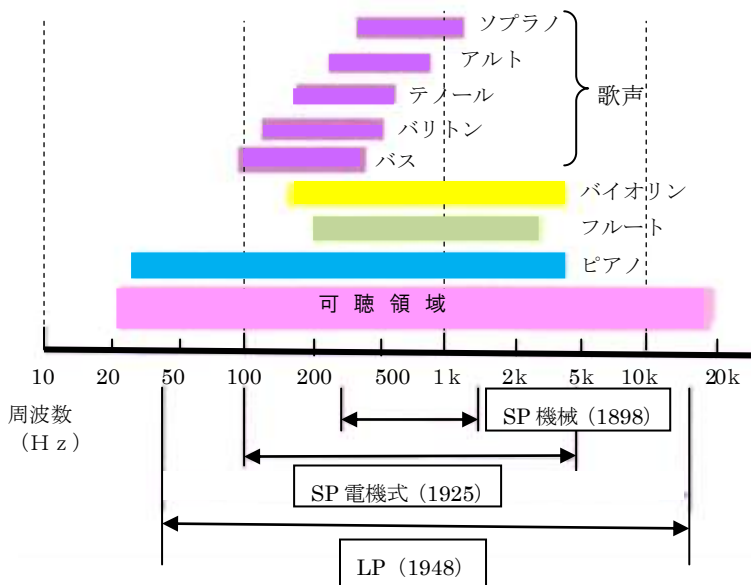 ソプラノ
アルト
テノール
歌声
バリトン
バス
バイオリン
フルート
ピアノ
可聴領域
10 20 50 100 200 500 1k 2k 5k 10k 20k
周波数
（Hz）
SP 機械（1898）
SP 電機式（1925）
LP（1948）